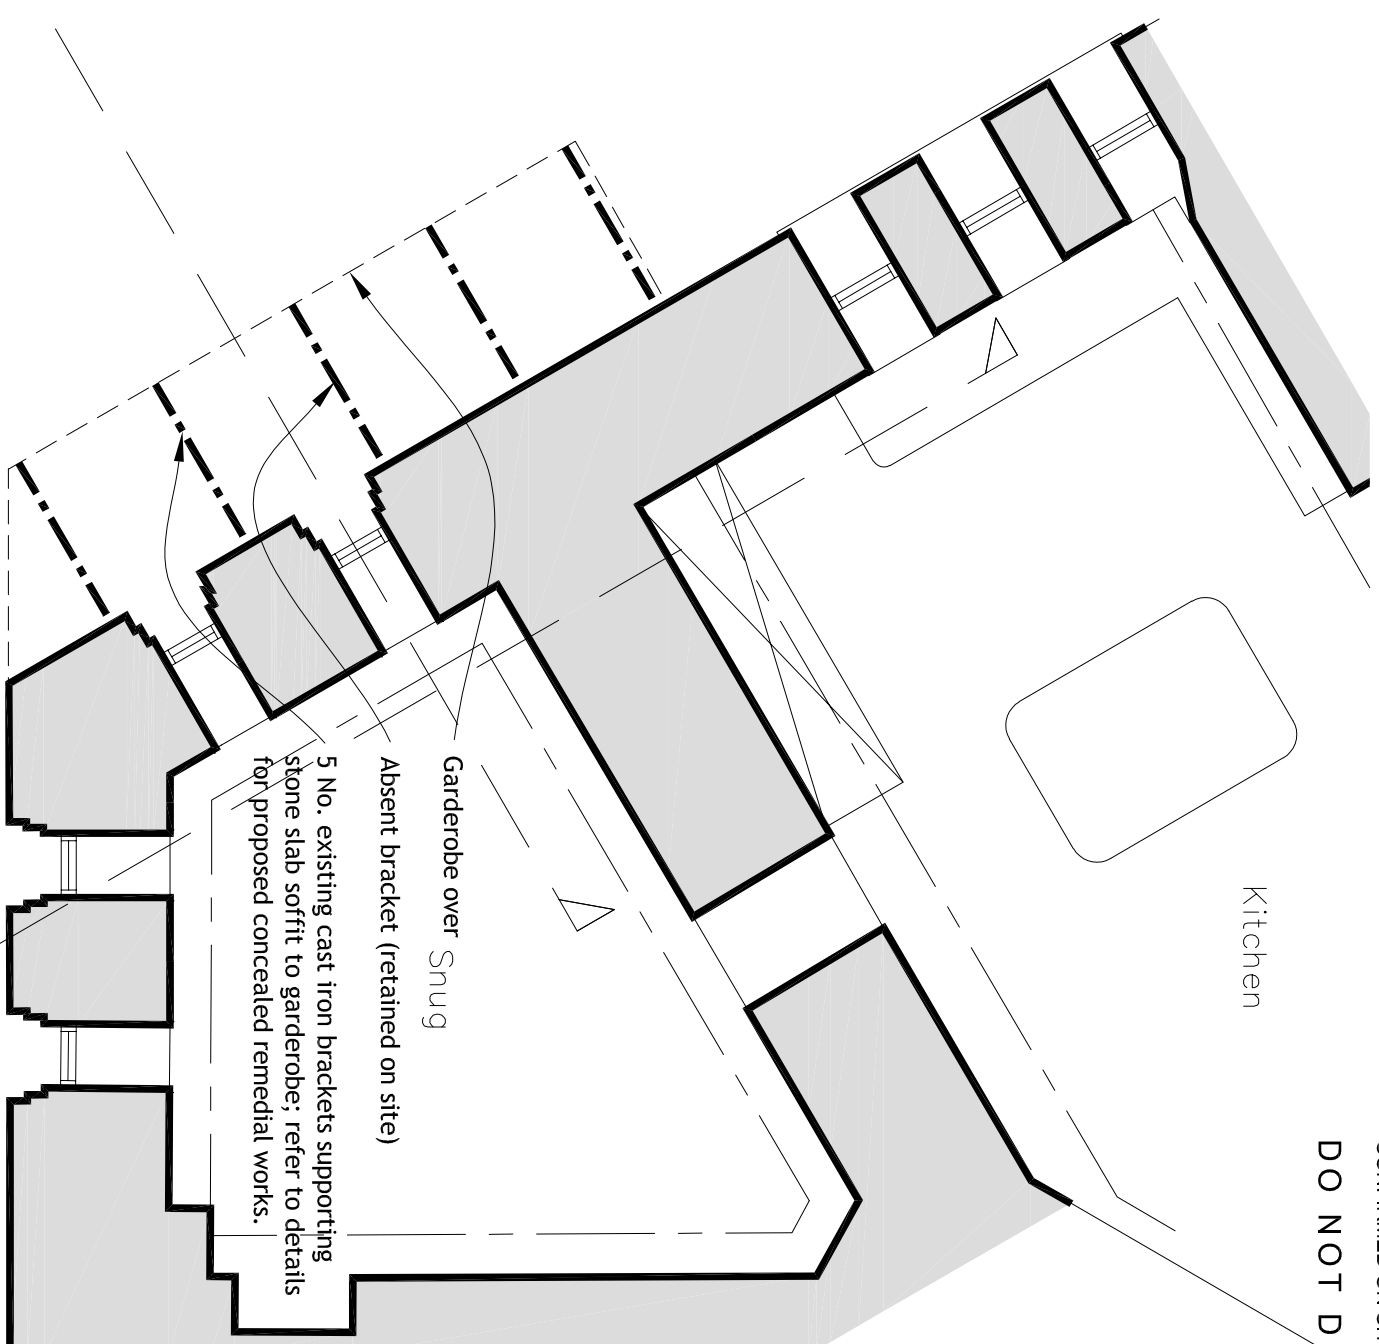 DO NOT D
Kitchen
Garderobe over
Snug
Absent bracket (retained on site)
5 No. existing cast iron brackets supporting
stone slab soffit to garderobe; refer to details
for proposed concealed remedial works.